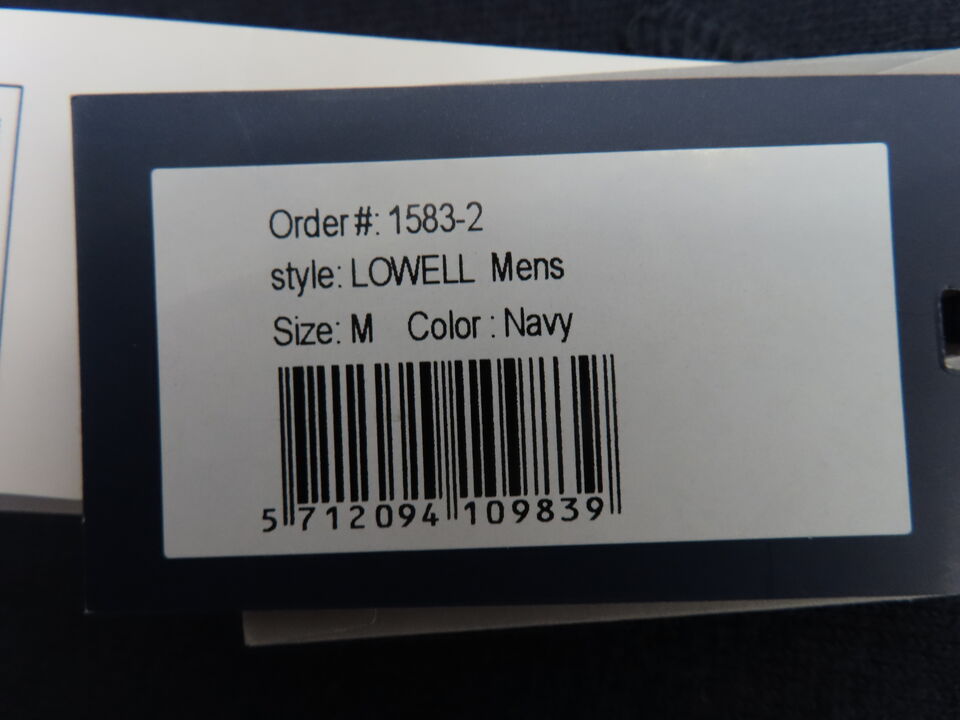 Order#: 1583-2
style: LOWELL Mens
Size: M Color : Navy
5 712094 109839